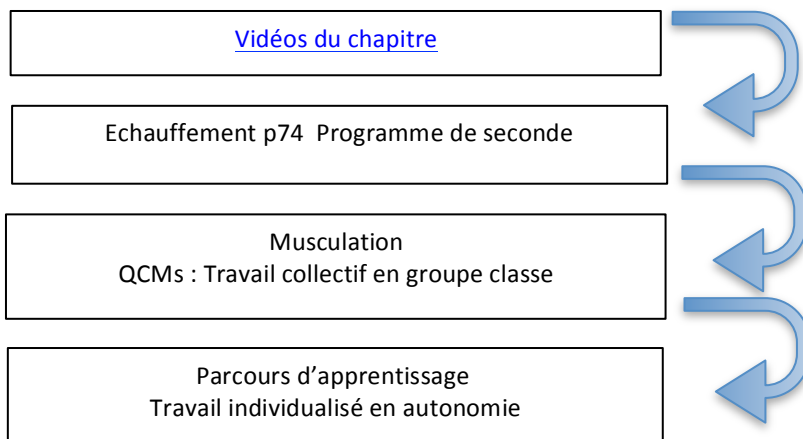 Vidéos du chapitre
Echauffement p74  Programme de seconde
Musculation
QCMs : Travail collectif en groupe classe
Parcours d’apprentissage
Travail individualisé en autonomie